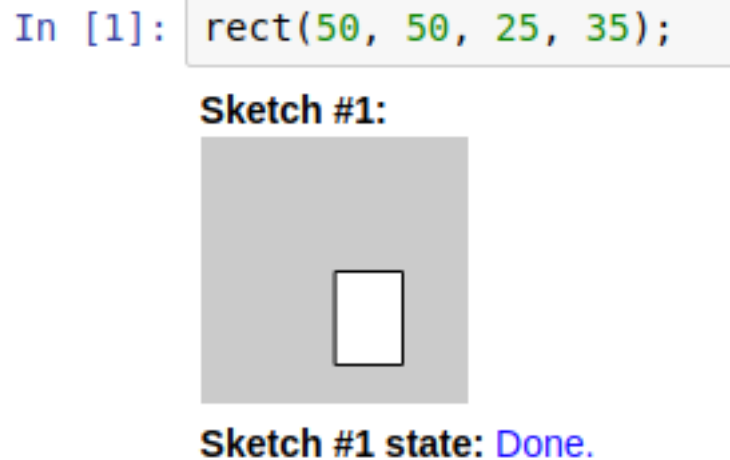 In [1]: rect(50, 50, 25, 35);
Sketch #1:
Sketch #1 state: Done.